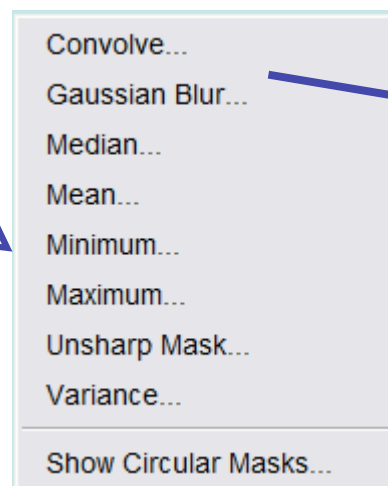 Convolve...
Gaussian Blur...
Median...
Mean...
Minimum...
Maximum...
Unsharp Mask...
Variance...
Show Circular Masks...